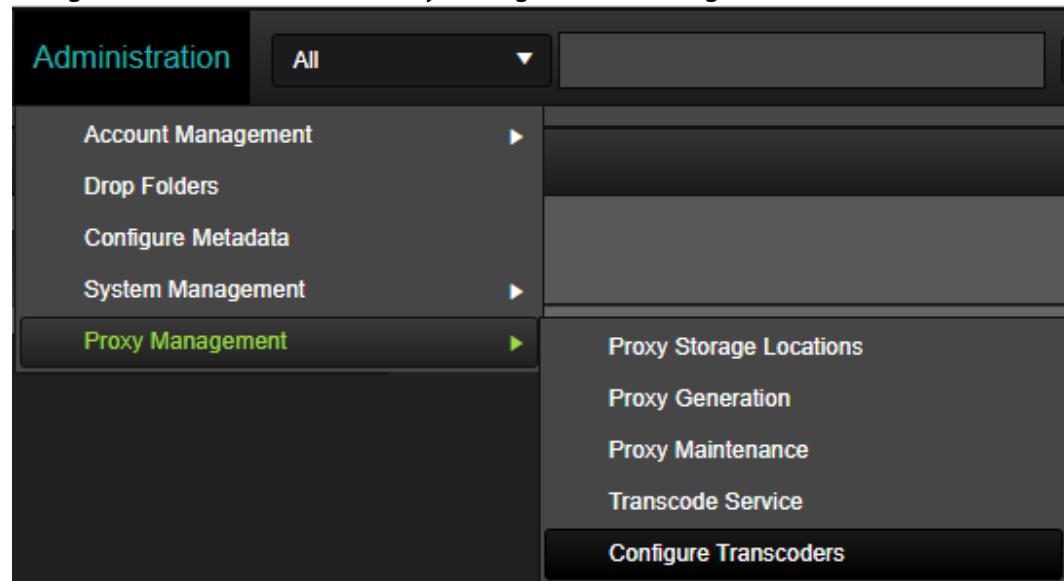 Administration
All
Account Management
Drop Folders
Configure Metadata
System Management
Proxy Management
Proxy Storage Locations
Proxy Generation
Proxy Maintenance
Transcode Service
Configure Transcoders